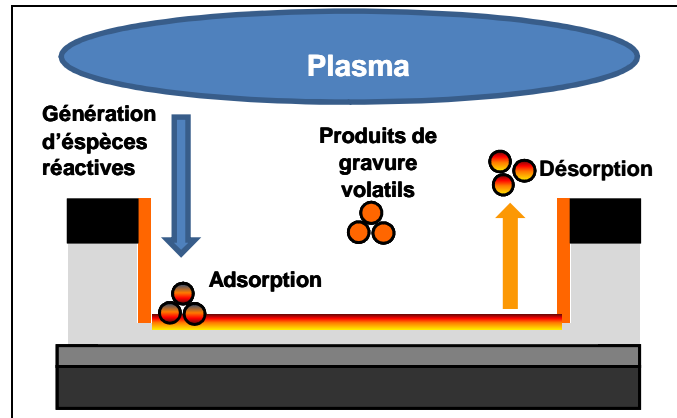 Plasma
Génération
d'éspèces
réactives
Produits de
gravure
volatils
Désorption
Adsorption